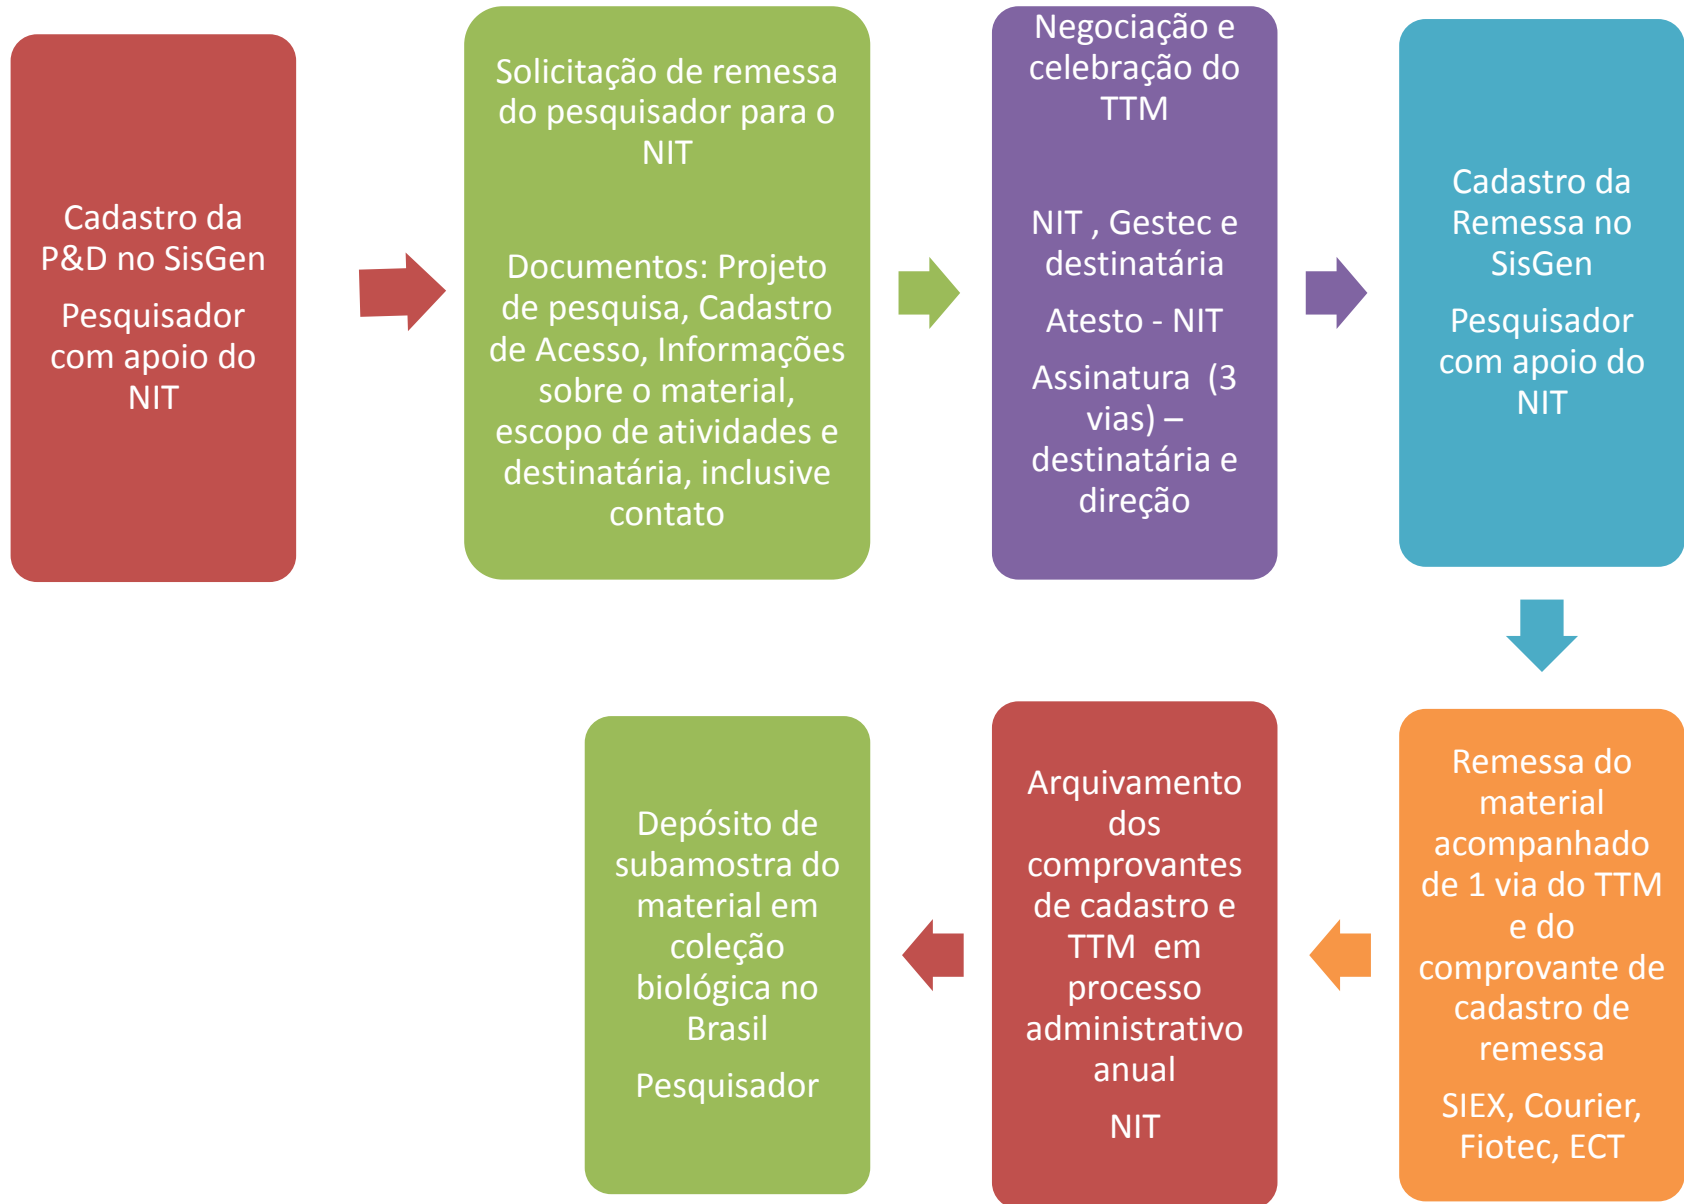 Cadastro da
P&D no SisGen
Pesquisador
com apoio do
NIT
Solicitação de remessa
do pesquisador para o
NIT
Documentos: Projeto
de pesquisa, Cadastro
de Acesso, Informações
sobre o material,
escopo de atividades e
destinatária, inclusive
contato
Negociação e
celebração do
TTM
NIT , Gestec e
destinatária
Atesto - NIT
Assinatura (3
vias) –
destinatária e
direção
Cadastro da
Remessa no
SisGen
Pesquisador
com apoio do
NIT
Remessa do
material
acompanhado
de 1 via do TTM
e do
comprovante de
cadastro de
remessa
SIEX, Courier,
Fiotec, ECT
Arquivamento
dos
comprovantes
de cadastro e
TTM em
processo
administrativo
anual
NIT
Depósito de
subamostra do
material em
coleção
biológica no
Brasil
Pesquisador